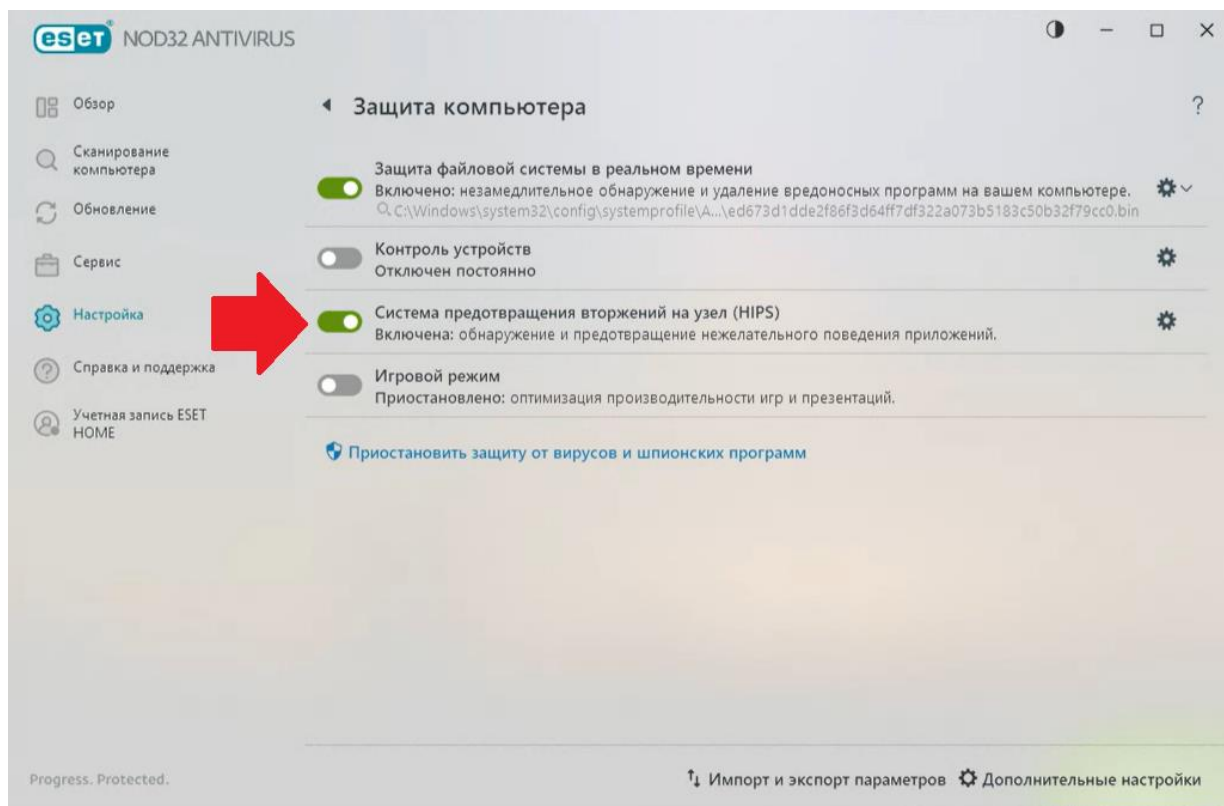 eset NOD32 ANTIVIRUS
Обзор
Сканирование
компьютера
Обновление
Сервис
Настройка
Справка и поддержка
Учетная запись ESET
HOME
Защита компьютера
?
Защита файловой системы в реальном времени
Включено: незамедлительное обнаружение и удаление вредоносных программ на вашем компьютере.
C:\Windows\system32\config\systemprofile\A...\ed673d1dde2f86f3d64ff7df322a073b5183c50b32f79cc0.bin
Контроль устройств
Отключен постоянно
Система предотвращения вторжений на узел (HIPS)
Включена: обнаружение и предотвращение нежелательного поведения приложений.
Игровой режим
Приостановлено: оптимизация производительности игр и презентаций.
Приостановить защиту от вирусов и шпионских программ
Progress. Protected.
Импорт и экспорт параметров Дополнительные настройки